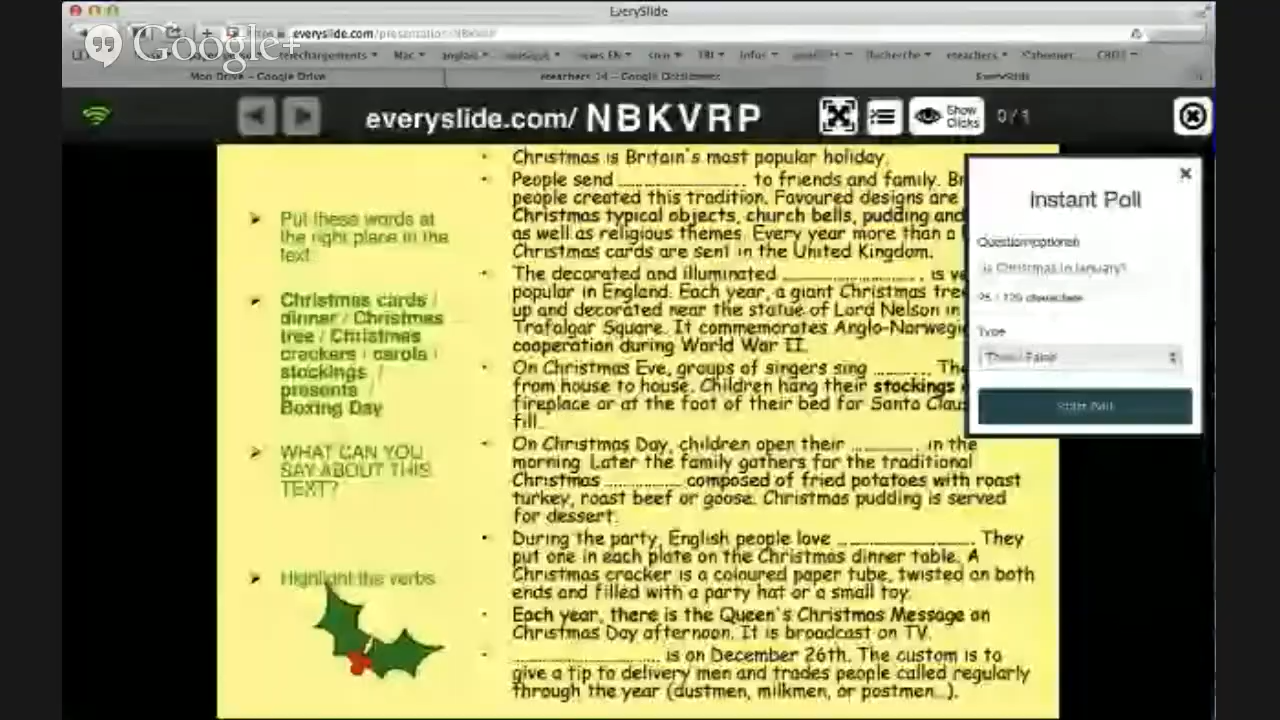 EverySlide
everyslide.com/presentation/NBKVRP
Google+
Mac
anglais
news EN
TBI
Infos
Recherche
Mon Drive – Google Drive
EverySlide
everyslide.com/ NBKVRP
Show
Clicks
0/1
Put these words at
the right place in the
text
Christmas cards /
dinner / Christmas
tree / Christmas
crackers / carols /
stockings /
presents /
Boxing Day
WHAT CAN YOU
SAY ABOUT THIS
TEXT?
Highlight the verbs
Christmas is Britain's most popular holiday.
People send .................... to friends and family. Br
people created this tradition. Favoured designs are
Christmas typical objects, church bells, pudding and
as well as religious themes. Every year more than a
Christmas cards are sent in the United Kingdom.
The decorated and illuminated ...................... is ve
popular in England. Each year, a giant Christmas tree
up and decorated near the statue of Lord Nelson in
Trafalgar Square. It commemorates Anglo-Norwegi
cooperation during World War II.
On Christmas Eve, groups of singers sing .......... The
from house to house. Children hang their stockings
fireplace or at the foot of their bed for Santa Claus
fill.
On Christmas Day, children open their ............ in the
morning. Later the family gathers for the traditional
Christmas ............ composed of fried potatoes with roast
turkey, roast beef or goose. Christmas pudding is served
for dessert.
During the party, English people love ...................... They
put one in each plate on the Christmas dinner table. A
Christmas cracker is a coloured paper tube, twisted on both
ends and filled with a party hat or a small toy.
Each year, there is the Queen's Christmas Message on
Christmas Day afternoon. It is broadcast on TV.
...................... is on December 26th. The custom is to
give a tip to delivery men and trades people called regularly
through the year (dustmen, milkmen, or postmen...).
Instant Poll
Question(optional)
Is Christmas in January?
characters
Type
True / False
Start Poll